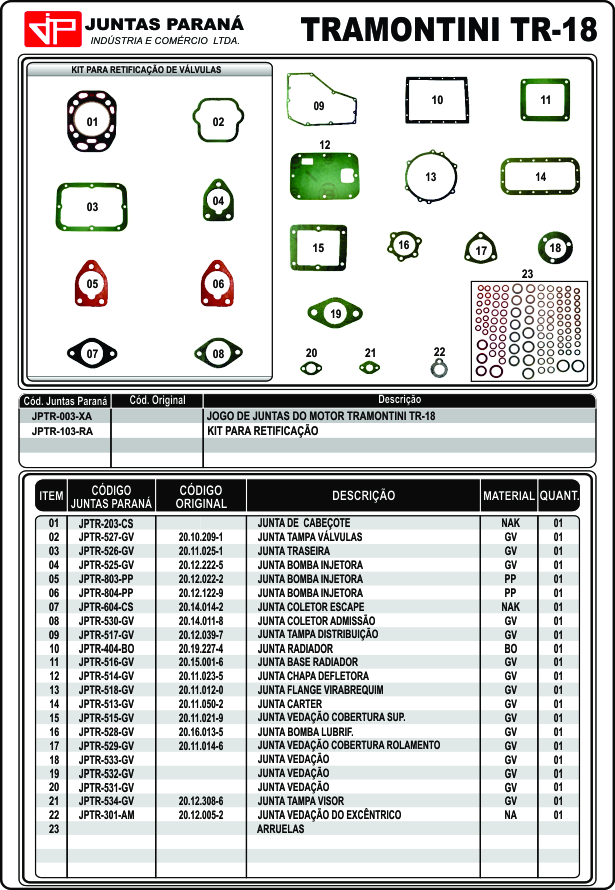 JP JUNTAS PARANÁ
INDÚSTRIA E COMÉRCIO LTDA.
TRAMONTINI TR-18
KIT PARA RETIFICAÇÃO DE VÁLVULAS
01 02
03 04
05 06
07 08
09 10 11
12 13 14
15 16 17 18
19 23
20 21 22
Cód. Juntas Paraná Cód. Original Descrição
JPTR-003-XA JOGO DE JUNTAS DO MOTOR TRAMONTINI TR-18
JPTR-103-RA KIT PARA RETIFICAÇÃO
ITEM CÓDIGO JUNTAS PARANÁ CÓDIGO ORIGINAL DESCRIÇÃO MATERIAL QUANT.
01 JPTR-203-CS JUNTA DE CABEÇOTE NAK 01
02 JPTR-527-GV 20.10.209-1 JUNTA TAMPA VÁLVULAS GV 01
03 JPTR-526-GV 20.11.025-1 JUNTA TRASEIRA GV 01
04 JPTR-525-GV 20.12.222-5 JUNTA BOMBA INJETORA GV 01
05 JPTR-803-PP 20.12.022-2 JUNTA BOMBA INJETORA PP 01
06 JPTR-804-PP 20.12.122-9 JUNTA BOMBA INJETORA PP 01
07 JPTR-604-CS 20.14.014-2 JUNTA COLETOR ESCAPE NAK 01
08 JPTR-530-GV 20.14.011-8 JUNTA COLETOR ADMISSÃO GV 01
09 JPTR-517-GV 20.12.039-7 JUNTA TAMPA DISTRIBUIÇÃO GV 01
10 JPTR-404-BO 20.19.227-4 JUNTA RADIADOR BO 01
11 JPTR-516-GV 20.15.001-6 JUNTA BASE RADIADOR GV 01
12 JPTR-514-GV 20.11.023-5 JUNTA CHAPA DEFLETORA GV 01
13 JPTR-518-GV 20.11.012-0 JUNTA FLANGE VIRABREQUIM GV 01
14 JPTR-513-GV 20.11.050-2 JUNTA CARTER GV 01
15 JPTR-515-GV 20.11.021-9 JUNTA VEDAÇÃO COBERTURA SUP. GV 01
16 JPTR-528-GV 20.16.013-5 JUNTA BOMBA LUBRIF. GV 01
17 JPTR-529-GV 20.11.014-6 JUNTA VEDAÇÃO COBERTURA ROLAMENTO GV 01
18 JPTR-533-GV JUNTA VEDAÇÃO GV 01
19 JPTR-532-GV JUNTA VEDAÇÃO GV 01
20 JPTR-531-GV JUNTA VEDAÇÃO GV 01
21 JPTR-534-GV 20.12.308-6 JUNTA TAMPA VISOR GV 01
22 JPTR-301-AM 20.12.005-2 JUNTA VEDAÇÃO DO EXCÊNTRICO NA 01
23 ARRUELAS